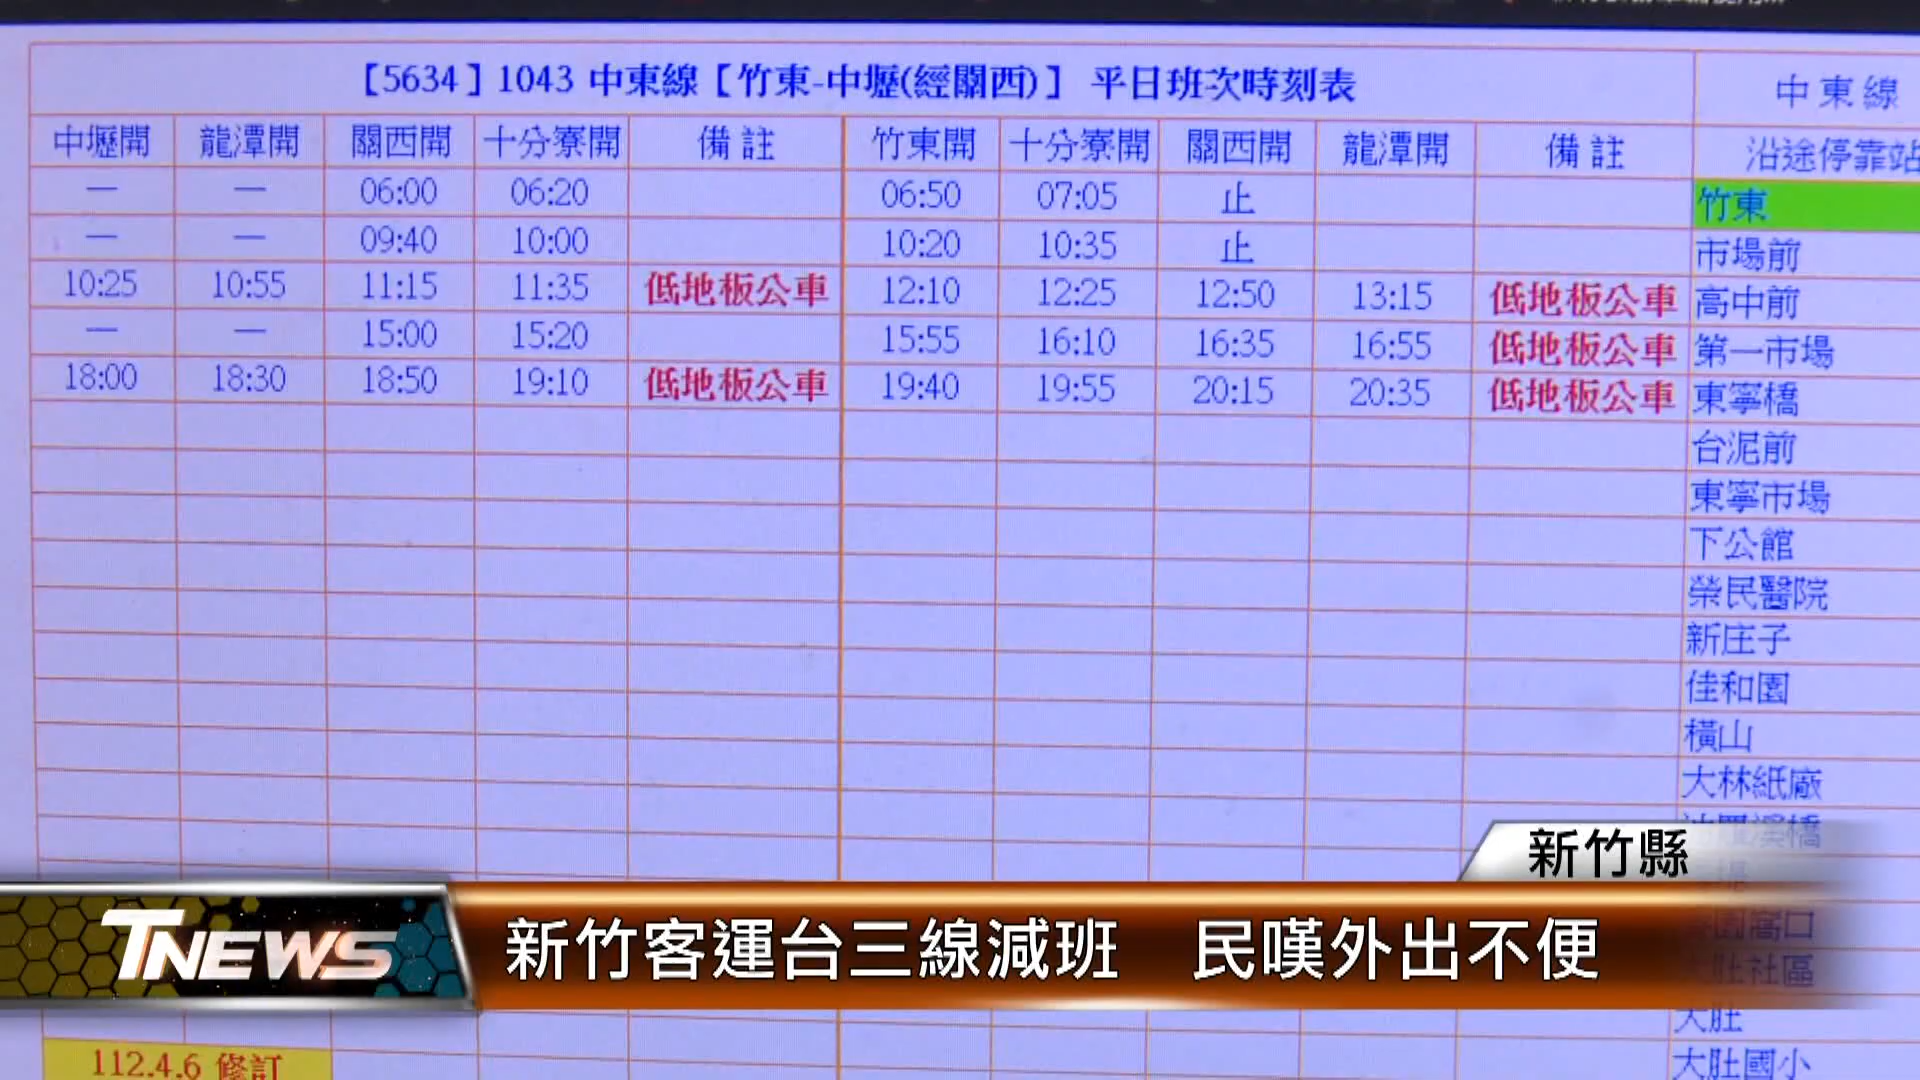 【5634】1043 中東線【竹東-中壢(經關西)】 平日班次時刻表
中東線
中壢開 龍潭開 關西開 十分寮開 備註 竹東開 十分寮開 關西開 龍潭開 備註
沿途停靠站
— — 06:00 06:20 06:50 07:05 止
竹東
— — 09:40 10:00 10:20 10:35 止
市場前
10:25 10:55 11:15 11:35 低地板公車 12:10 12:25 12:50 13:15 低地板公車
高中前
— — 15:00 15:20 15:55 16:10 16:35 16:55 低地板公車
第一市場
18:00 18:30 18:50 19:10 低地板公車 19:40 19:55 20:15 20:35 低地板公車
東寧橋
台泥前
東寧市場
下公館
榮民醫院
新庄子
佳和園
橫山
大林紙廠
新竹縣
TNEWS
新竹客運台三線減班 民嘆外出不便
大肚社區
大肚
大肚國小
112.4.6 修訂